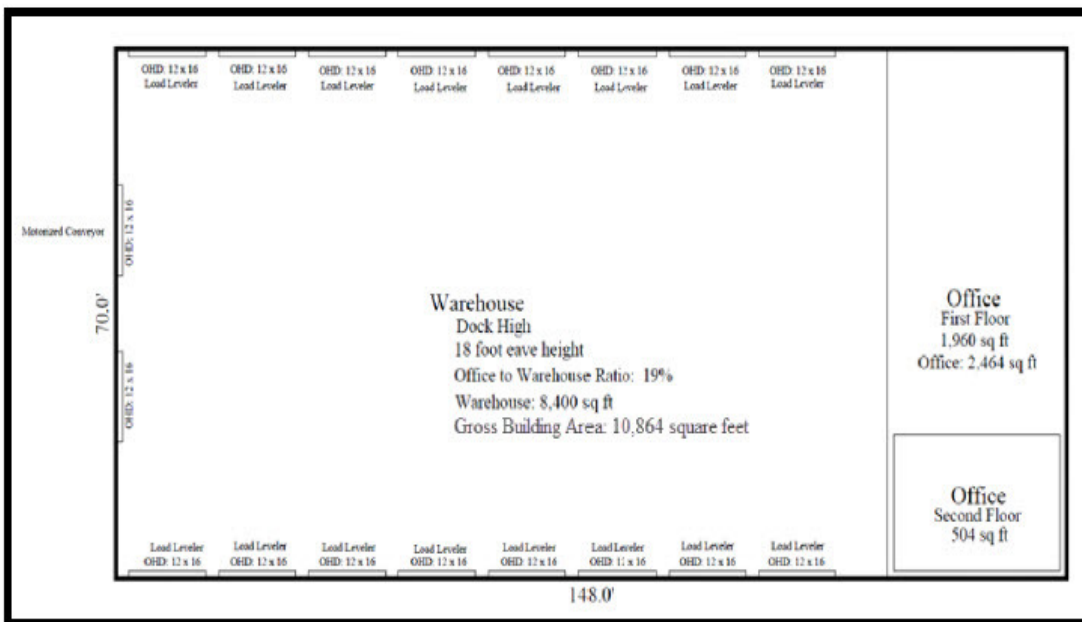 OHD: 12 x 16 OHD: 12 x 16 OHD: 12 x 16 OHD: 12 x 16 OHD: 12 x 16 OHD: 12 x 16 OHD: 12 x 16 OHD: 12 x 16
Load Leveler Load Leveler Load Leveler Load Leveler Load Leveler Load Leveler Load Leveler Load Leveler
OHD: 12 x 16
Motorized Conveyor
70.0'
OHD: 12 x 16
Warehouse
Dock High
18 foot eave height
Office to Warehouse Ratio: 19%
Warehouse: 8,400 sq ft
Gross Building Area: 10,864 square feet
Office
First Floor
1,960 sq ft
Office: 2,464 sq ft
Office
Second Floor
504 sq ft
Load Leveler Load Leveler Load Leveler Load Leveler Load Leveler Load Leveler Load Leveler Load Leveler
OHD: 12 x 16 OHD: 12 x 16 OHD: 12 x 16 OHD: 12 x 16 OHD: 12 x 16 OHD: 12 x 16 OHD: 12 x 16 OHD: 12 x 16
148.0'